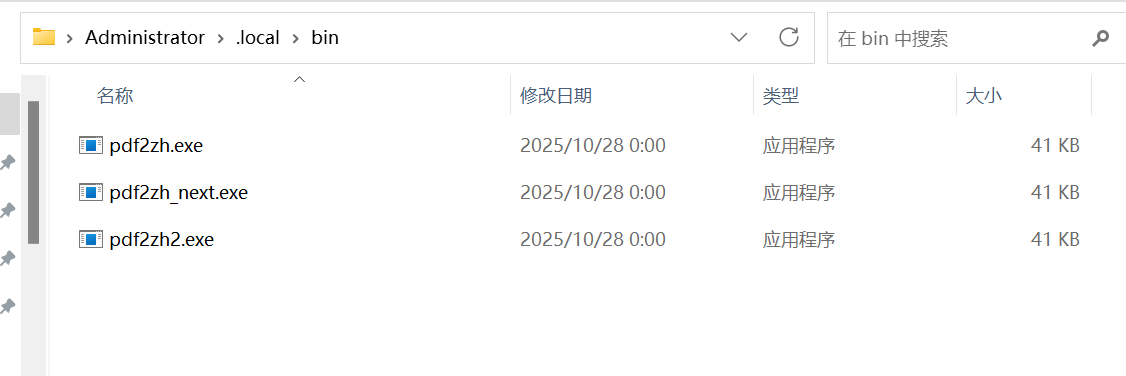 Administrator > .local > bin
在 bin 中搜索
名称 修改日期 类型 大小
pdf2zh.exe 2025/10/28 0:00 应用程序 41 KB
pdf2zh_next.exe 2025/10/28 0:00 应用程序 41 KB
pdf2zh2.exe 2025/10/28 0:00 应用程序 41 KB